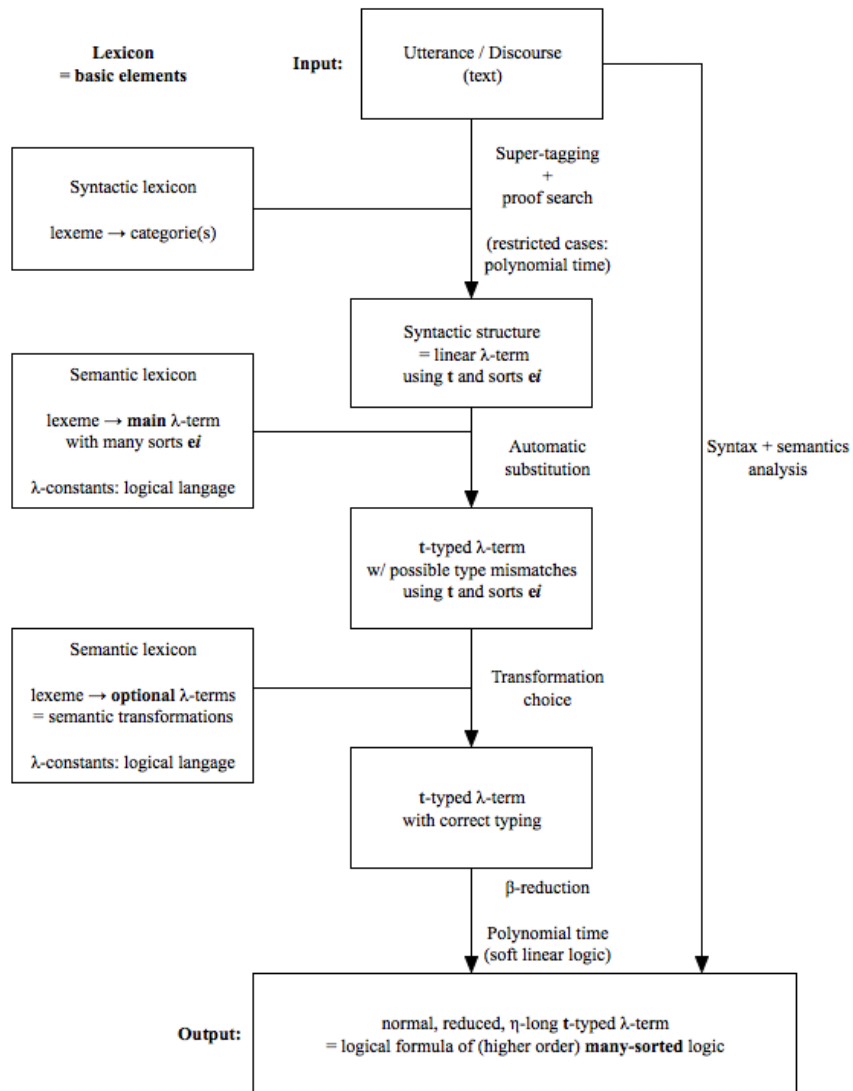 Lexicon
= basic elements
Input:
Utterance / Discourse
(text)
Super-tagging
+
proof search
(restricted cases:
polynomial time)
Syntactic lexicon
lexeme → categorie(s)
Syntactic structure
= linear λ-term
using t and sorts ei
Semantic lexicon
lexeme → main λ-term
with many sorts ei
λ-constants: logical langage
Automatic
substitution
Syntax + semantics
analysis
t-typed λ-term
w/ possible type mismatches
using t and sorts ei
Semantic lexicon
lexeme → optional λ-terms
= semantic transformations
λ-constants: logical langage
Transformation
choice
t-typed λ-term
with correct typing
β-reduction
Polynomial time
(soft linear logic)
Output:
normal, reduced, η-long t-typed λ-term
= logical formula of (higher order) many-sorted logic